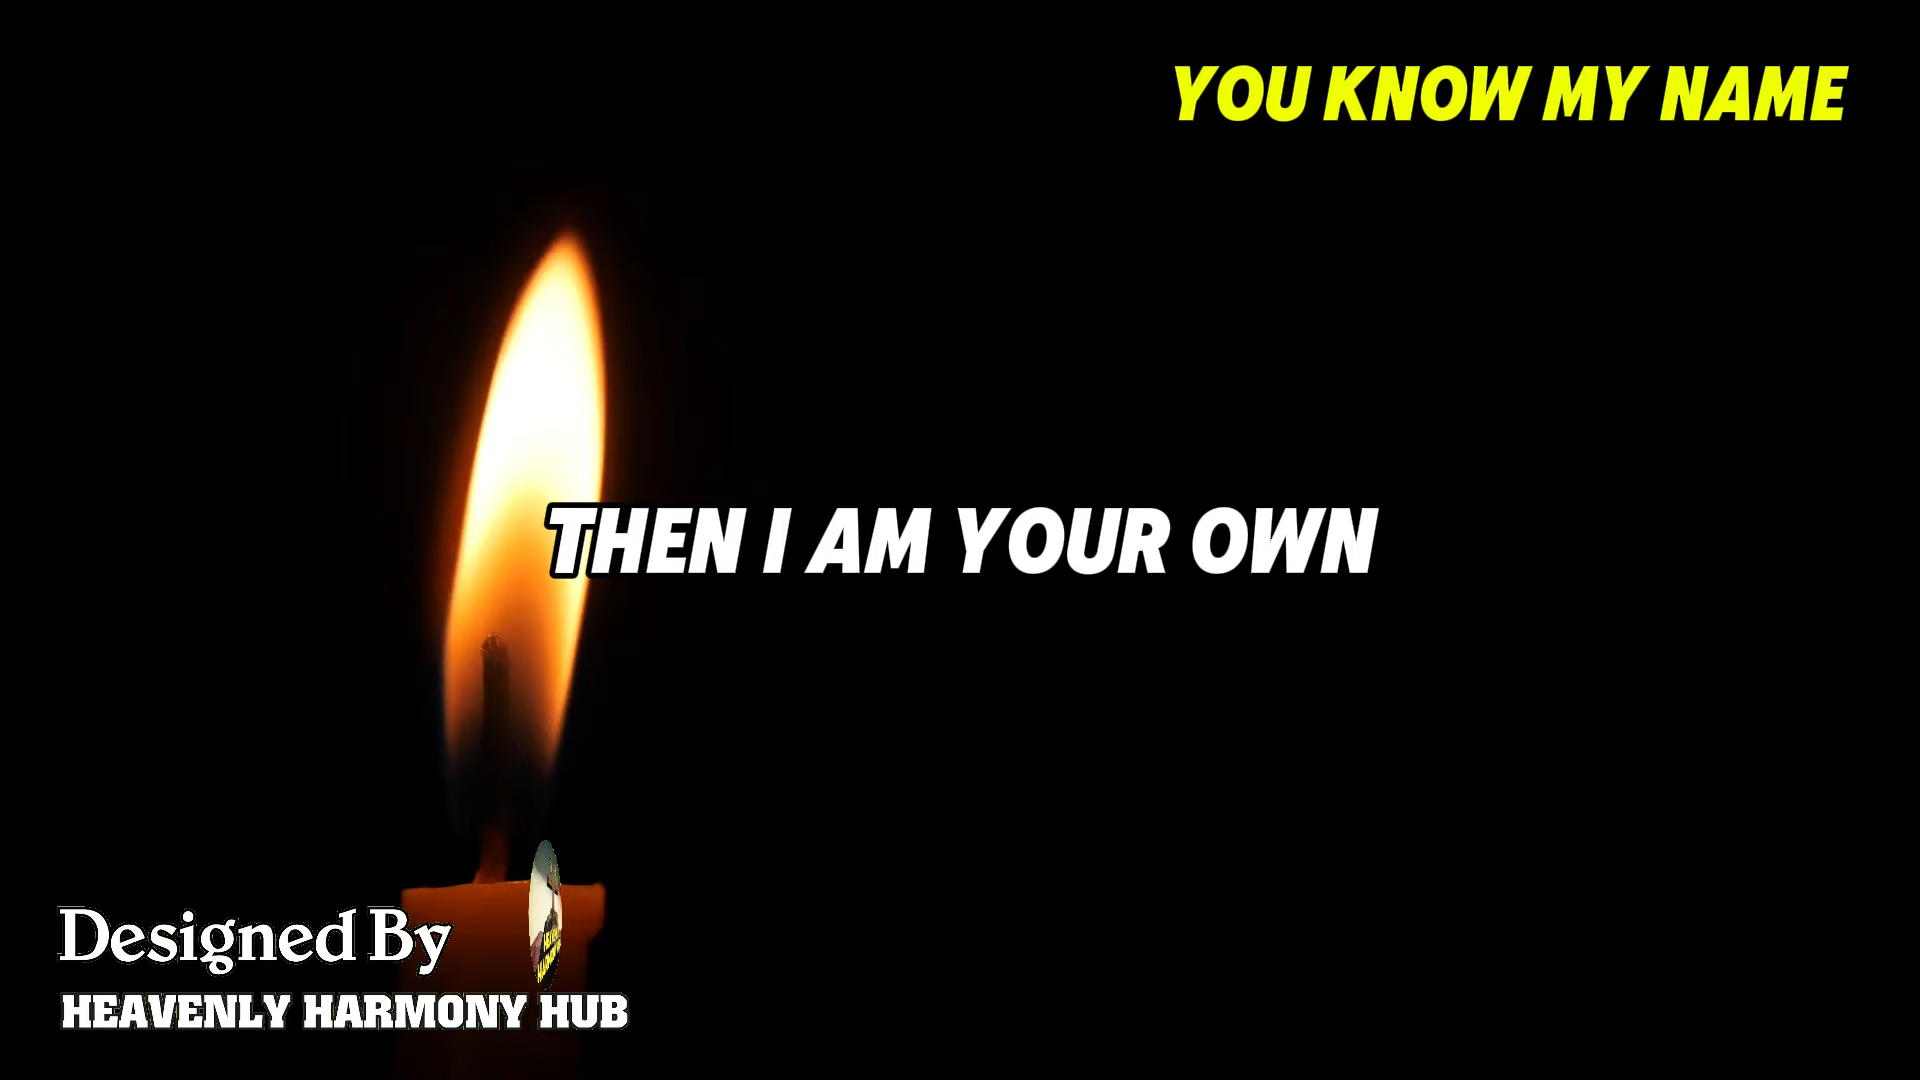 YOU KNOW MY NAME
THEN I AM YOUR OWN
Designed By
HEAVENLY HARMONY HUB